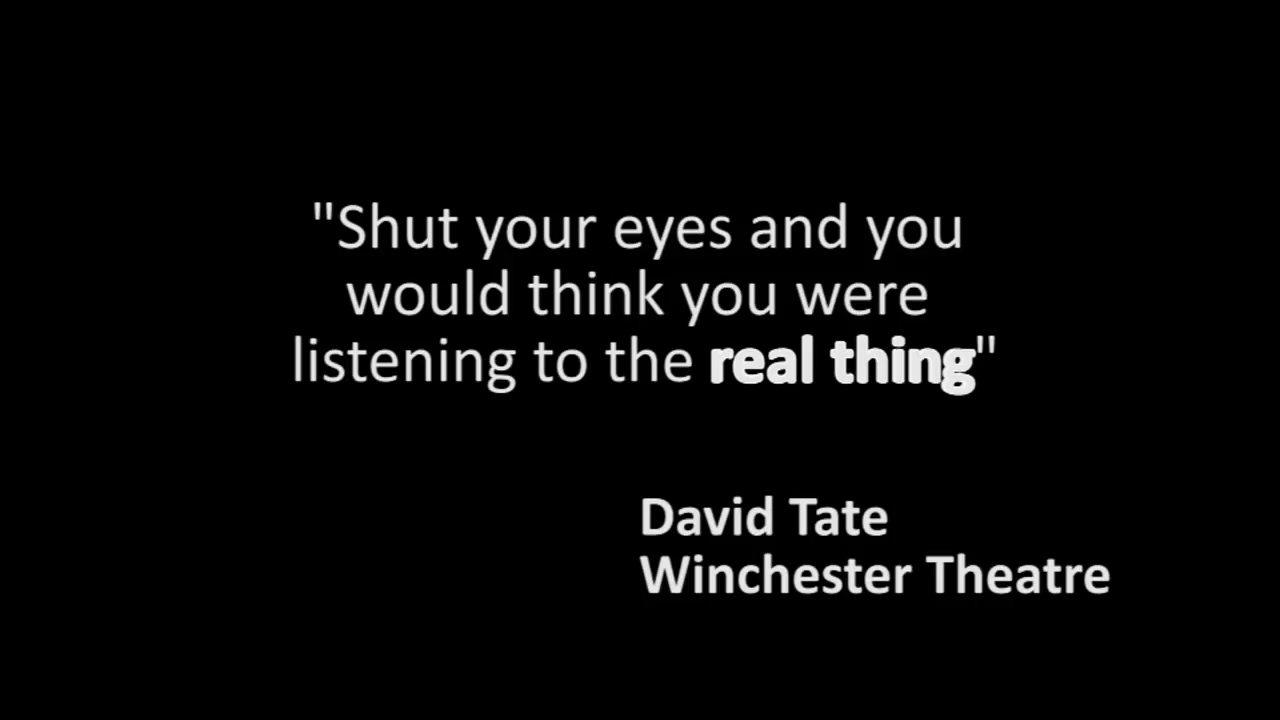 "Shut your eyes and you
would think you were
listening to the real thing"
David Tate
Winchester Theatre